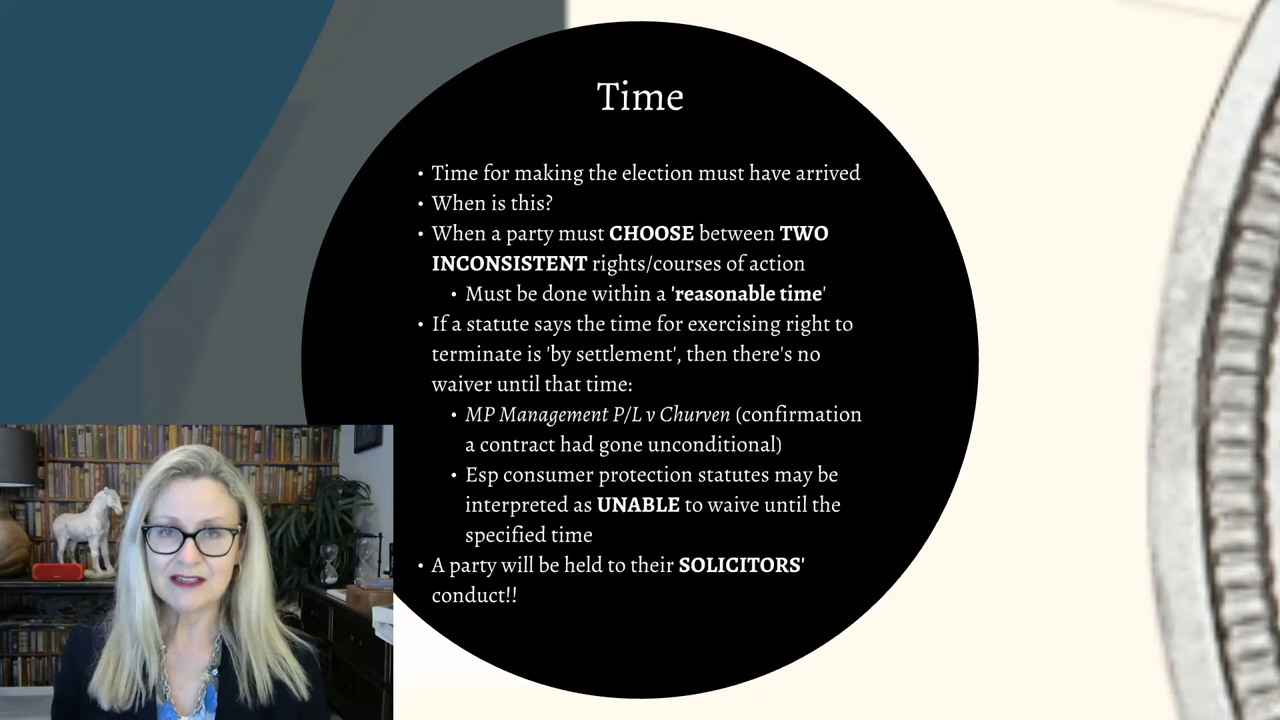 Time
• Time for making the election must have arrived
• When is this?
• When a party must CHOOSE between TWO
INCONSISTENT rights/courses of action
• Must be done within a 'reasonable time'
• If a statute says the time for exercising right to
terminate is 'by settlement', then there's no
waiver until that time:
• MP Management P/L v Churven (confirmation
a contract had gone unconditional)
• Esp consumer protection statutes may be
interpreted as UNABLE to waive until the
specified time
• A party will be held to their SOLICITORS'
conduct!!